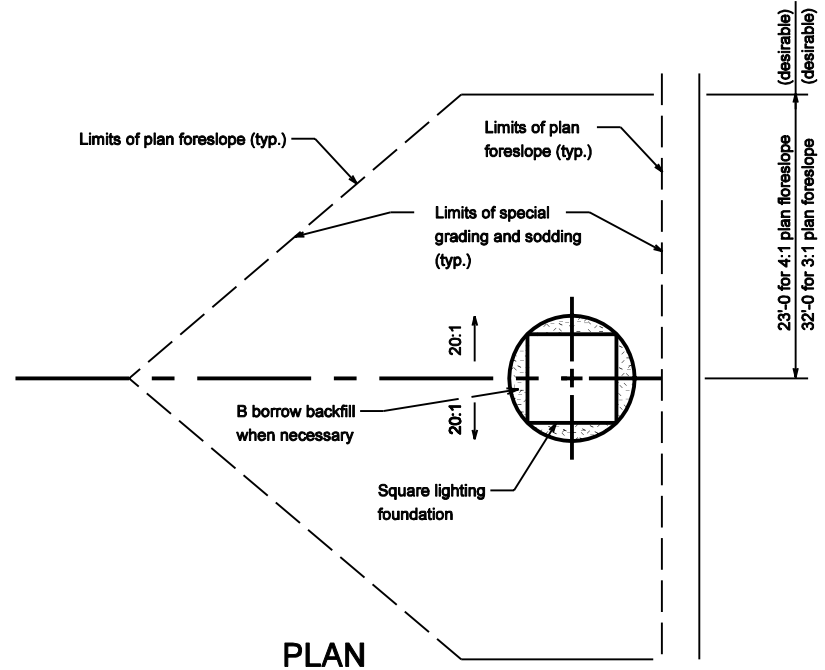 (desirable)
(desirable)
Limits of plan foreslope (typ.)
Limits of plan
foreslope (typ.)
23'-0 for 4:1 plan floreslope
32'-0 for 3:1 plan foreslope
Limits of special
grading and sodding
(typ.)
20:1
20:1
B borrow backfill
when necessary
Square lighting
foundation
PLAN